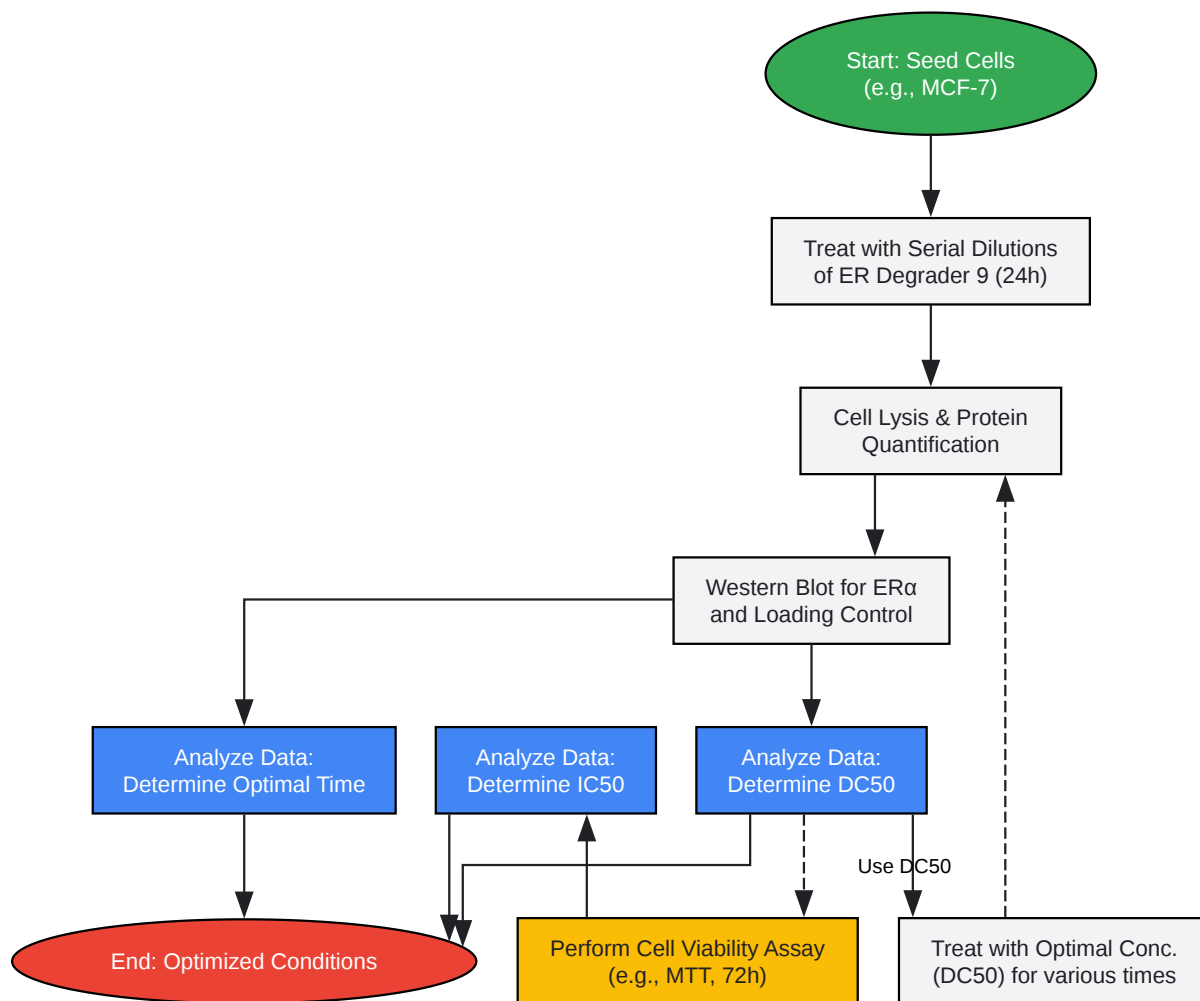 Start: Seed Cells
(e.g., MCF-7)
Treat with Serial Dilutions
of ER Degrader 9 (24h)
Cell Lysis & Protein
Quantification
Western Blot for ERα
and Loading Control
Analyze Data:
Determine Optimal Time
Analyze Data:
Determine IC50
Analyze Data:
Determine DC50
Use DC50
End: Optimized Conditions
Perform Cell Viability Assay
(e.g., MTT, 72h)
Treat with Optimal Conc.
(DC50) for various times